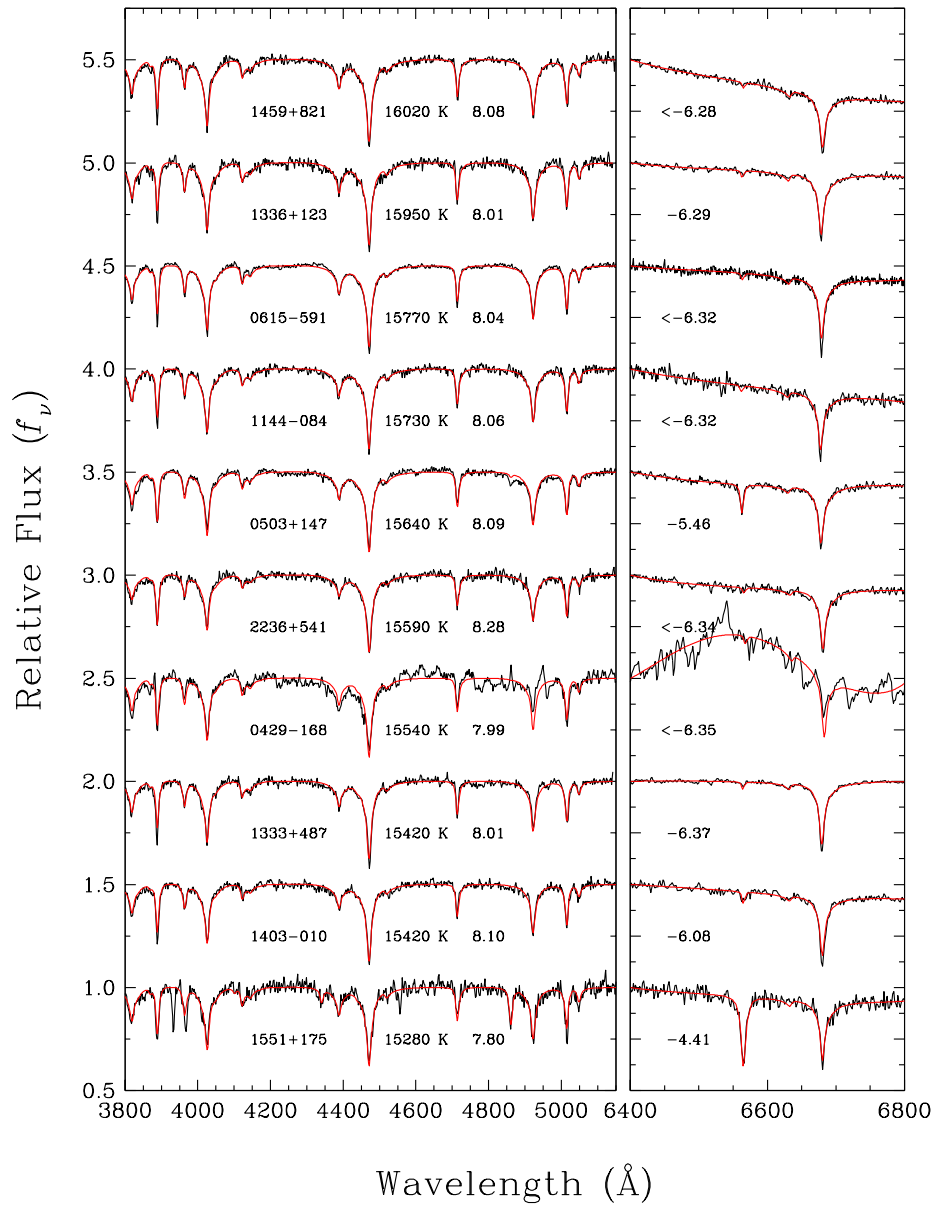 5.5
1459+821 16020 K 8.08 <−6.28
5.0
1336+123 15950 K 8.01 −6.29
4.5
0615−591 15770 K 8.04 <−6.32
4.0
1144−084 15730 K 8.06 <−6.32
3.5
0503+147 15640 K 8.09 −5.46
3.0
2236+541 15590 K 8.28 <−6.34
2.5
0429−168 15540 K 7.99 <−6.35
2.0
1333+487 15420 K 8.01 −6.37
1.5
1403−010 15420 K 8.10 −6.08
1.0
1551+175 15280 K 7.80 −4.41
0.5
3800 4000 4200 4400 4600 4800 5000 6400 6600 6800
Wavelength (Å)
Relative Flux (fν)